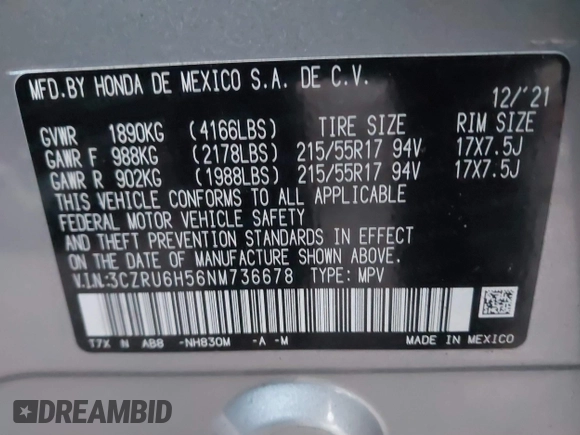 MFD.BY HONDA DE MEXICO S.A. DE C.V.
12/'21
GVWR 1890KG (4166LBS) TIRE SIZE RIM SIZE
GAWR F 988KG (2178LBS) 215/55R17 94V 17X7.5J
GAWR R 902KG (1988LBS) 215/55R17 94V 17X7.5J
THIS VEHICLE CONFORMS TO ALL APPLICABLE
FEDERAL MOTOR VEHICLE SAFETY
AND THEFT PREVENTION STANDARDS IN EFFECT
ON THE DATE OF MANUFACTURE SHOWN ABOVE.
V.I.N.:3CZRU6H56NM736678 TYPE: MPV
T7X N AB8 -NH830M -A -M MADE IN MEXICO
DREAMBID